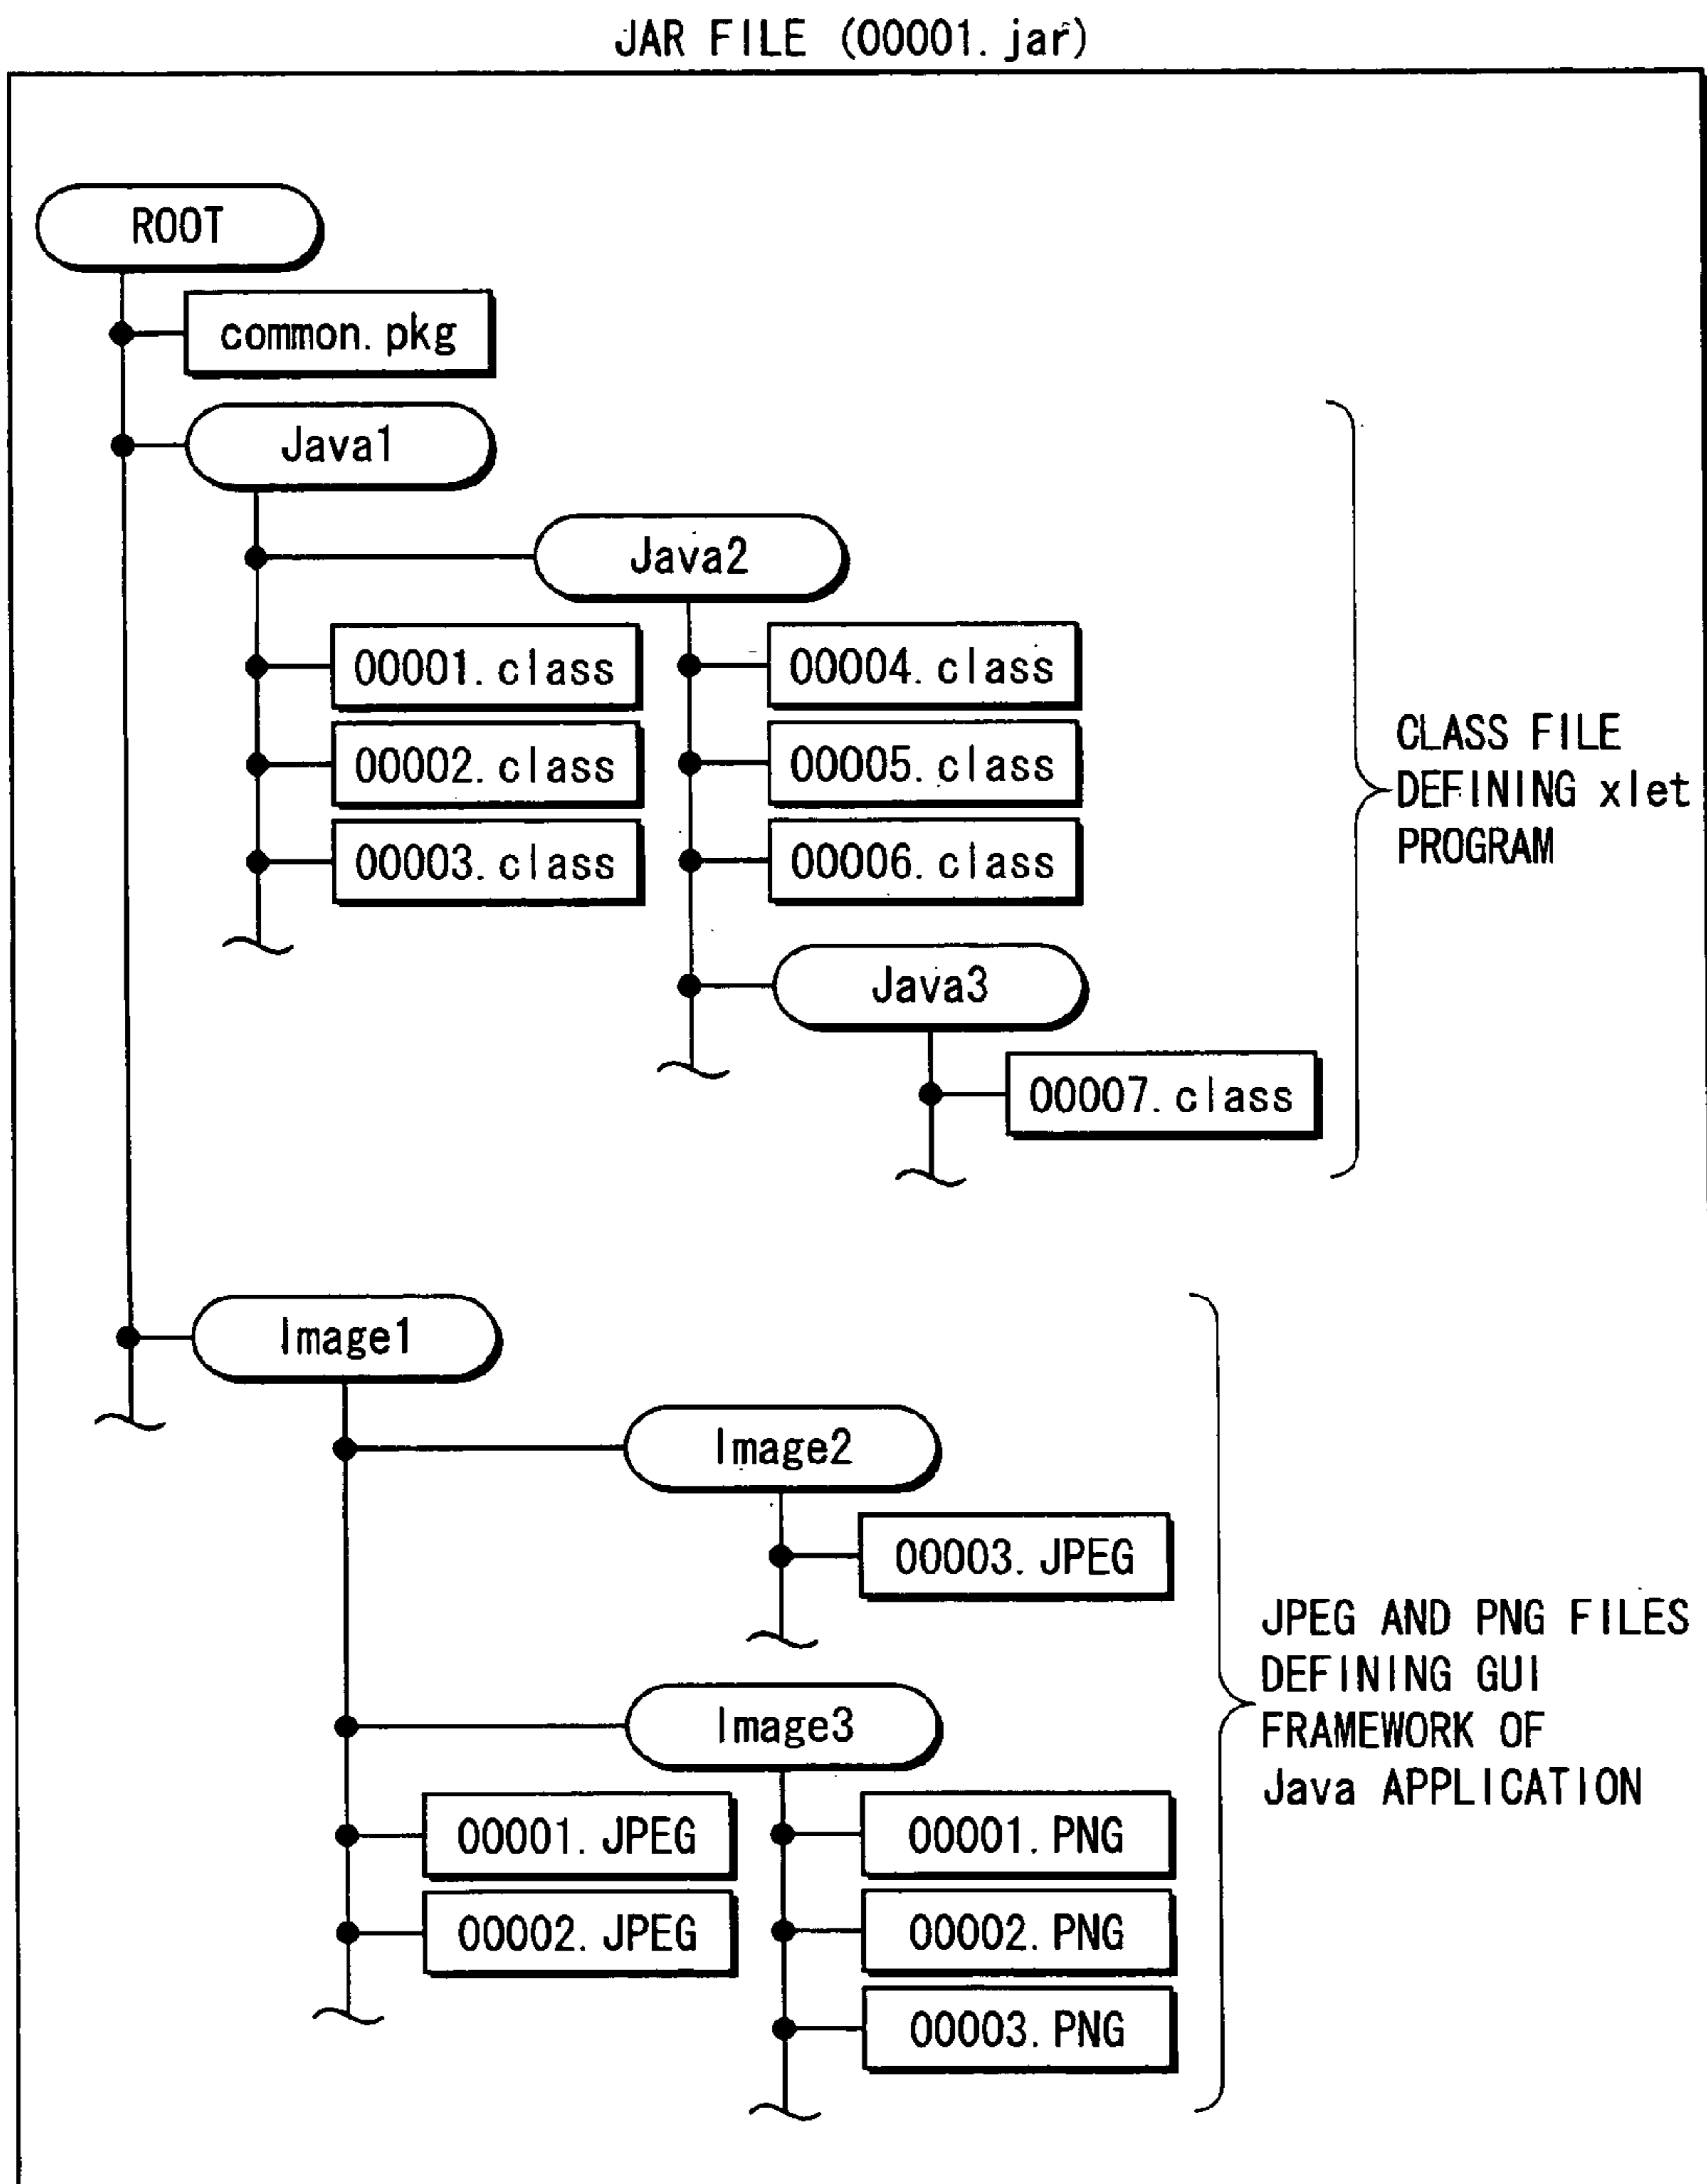 JAR FILE (00001.jar)
ROOT
common.pkg
Java1
Java2
00001.class
00004.class
00002.class
00005.class
00003.class
00006.class
Java3
00007.class
CLASS FILE
DEFINING xlet
PROGRAM
Image1
Image2
00003.JPEG
Image3
00001.JPEG
00001.PNG
00002.JPEG
00002.PNG
00003.PNG
JPEG AND PNG FILES
DEFINING GUI
FRAMEWORK OF
Java APPLICATION